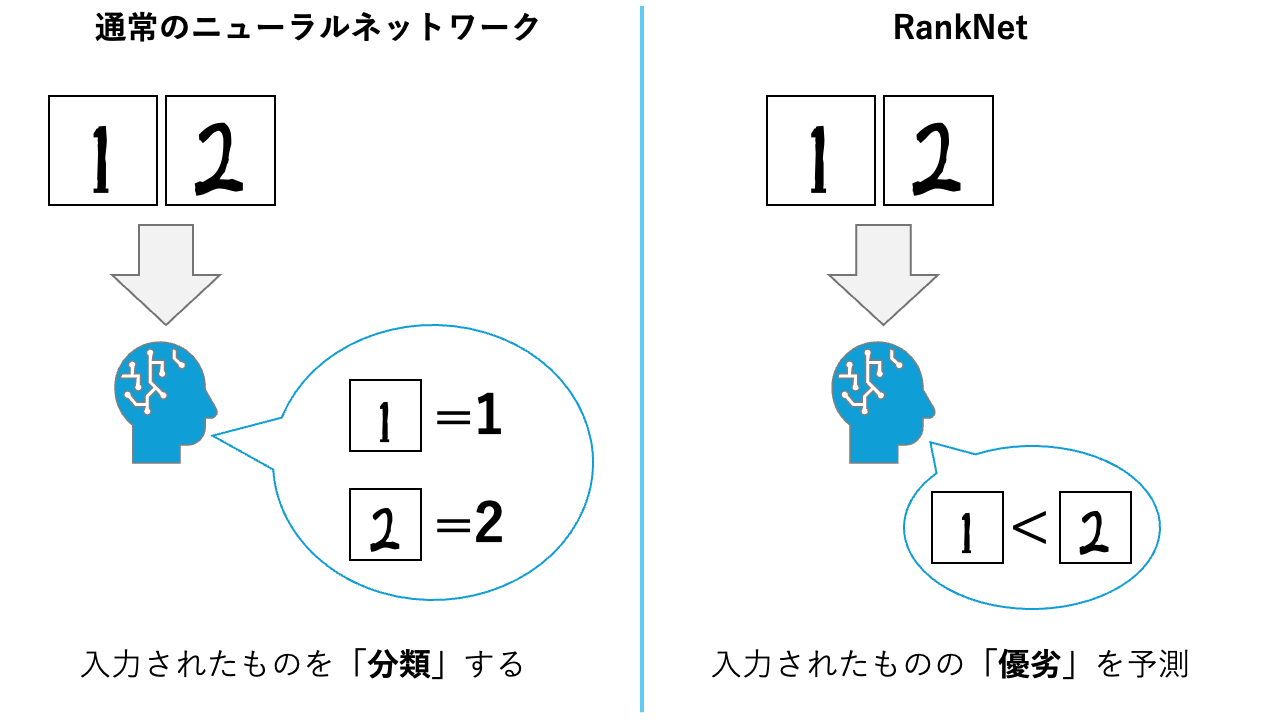 通常のニューラルネットワーク
1 2
=1
1
2 =2
入力されたものを「分類」する
RankNet
1 2
1 < 2
入力されたものの「優劣」を予測